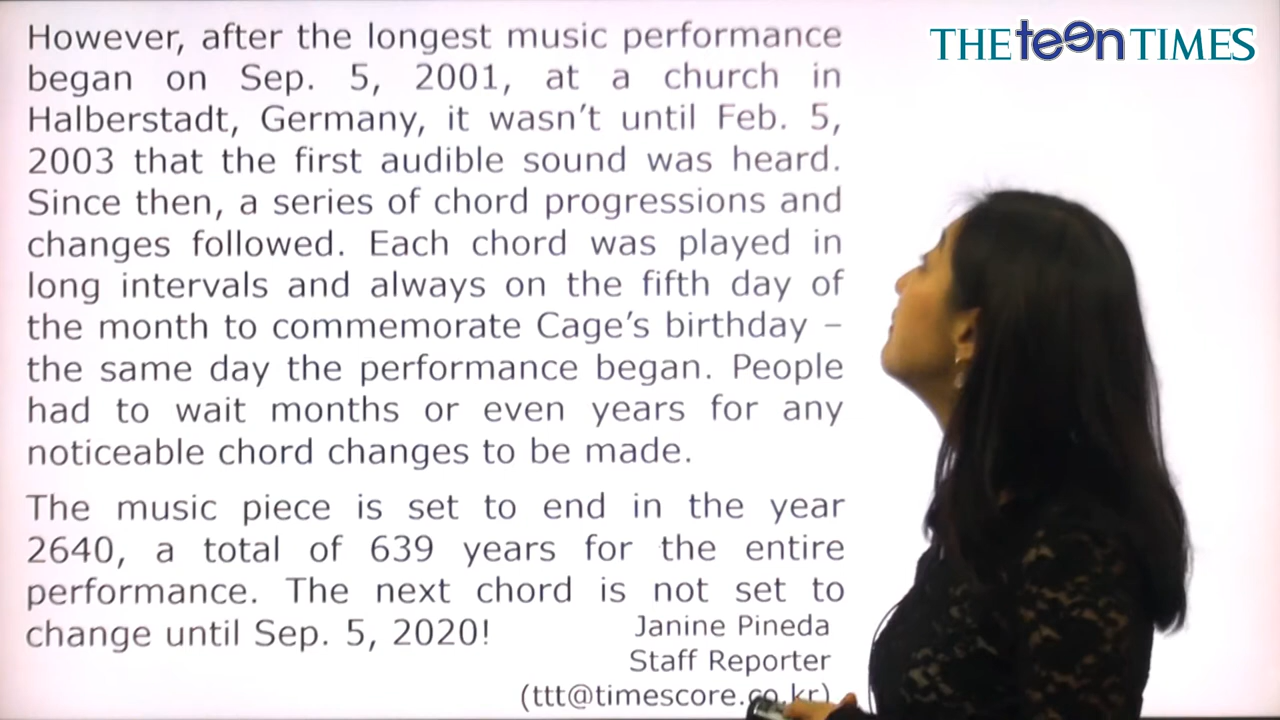 THE teen TIMES
However, after the longest music performance
began on Sep. 5, 2001, at a church in
Halberstadt, Germany, it wasn't until Feb. 5,
2003 that the first audible sound was heard.
Since then, a series of chord progressions and
changes followed. Each chord was played in
long intervals and always on the fifth day of
the month to commemorate Cage's birthday –
the same day the performance began. People
had to wait months or even years for any
noticeable chord changes to be made.
The music piece is set to end in the year
2640, a total of 639 years for the entire
performance. The next chord is not set to
change until Sep. 5, 2020!
Janine Pineda
Staff Reporter
(ttt@timescore.co.kr)